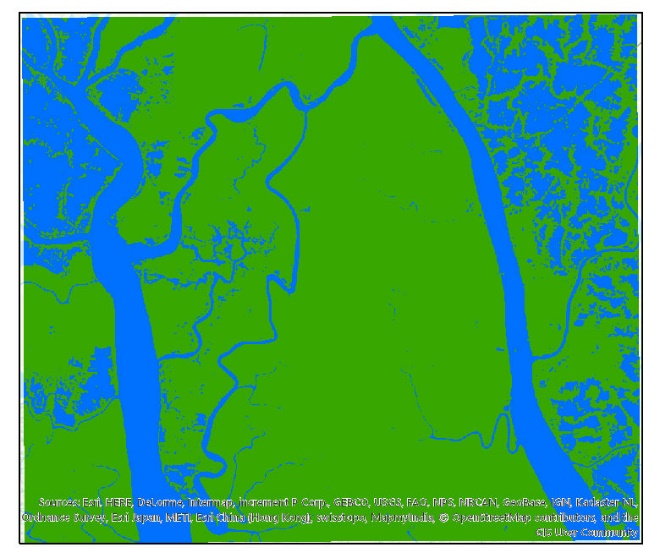 Sources: Esri, HERE, DeLorme, Intermap, increment P Corp., GEBCO, USGS, FAO, NPS, NRCAN, GeoBase, IGN, Kadaster NL,
Ordnance Survey, Esri Japan, METI, Esri China (Hong Kong), swisstopo, MapmyIndia, © OpenStreetMap contributors, and the
GIS User Community